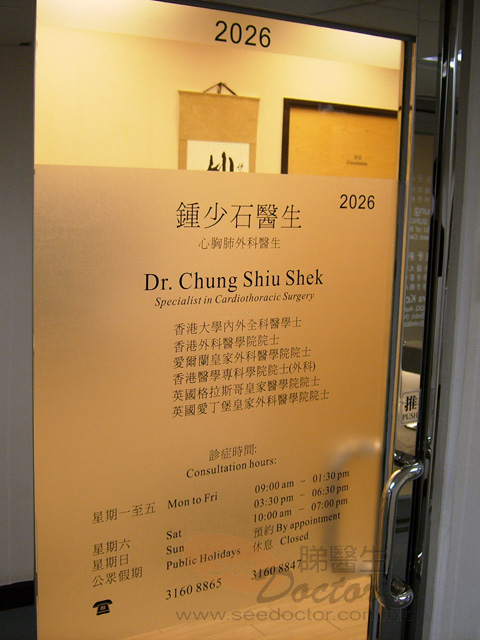 2026
2026
鍾少石醫生
心胸肺外科醫生
Dr. Chung Shiu Shek
Specialist in Cardiothoracic Surgery
香港大學內外全科醫學士
香港外科醫學院院士
愛爾蘭皇家外科醫學院院士
香港醫學專科學院院士(外科)
英國格拉斯哥皇家醫學院院士
英國愛丁堡皇家外科醫學院院士
推
PUSH
診症時間:
Consultation hours:
星期一至五 Mon to Fri 09:00 am – 01:30 pm
03:30 pm – 06:30 pm
星期六 Sat 10:00 am – 07:00 pm
星期日 Sun 預約 By appointment
公眾假期 Public Holidays 休息 Closed
3160 8865 3160 8847
睇醫生
Doctor
www.seedoctor.com.hk